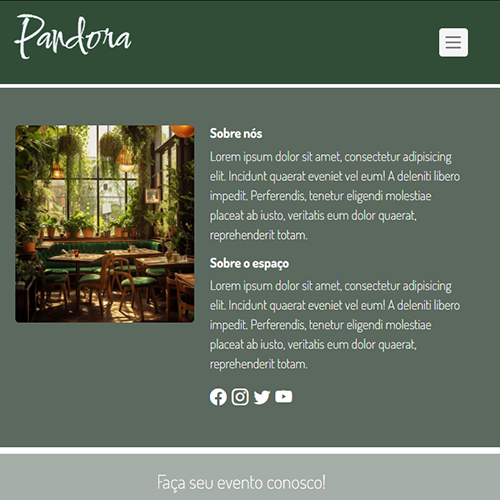 Pandora
Sobre nós
Lorem ipsum dolor sit amet, consectetur adipisicing
elit. Incidunt quaerat eveniet vel eum! A deleniti libero
impedit. Perferendis, tenetur eligendi molestiae
placeat ab iusto, veritatis eum dolor quaerat,
reprehenderit totam.
Sobre o espaço
Lorem ipsum dolor sit amet, consectetur adipisicing
elit. Incidunt quaerat eveniet vel eum! A deleniti libero
impedit. Perferendis, tenetur eligendi molestiae
placeat ab iusto, veritatis eum dolor quaerat,
reprehenderit totam.
Faça seu evento conosco!